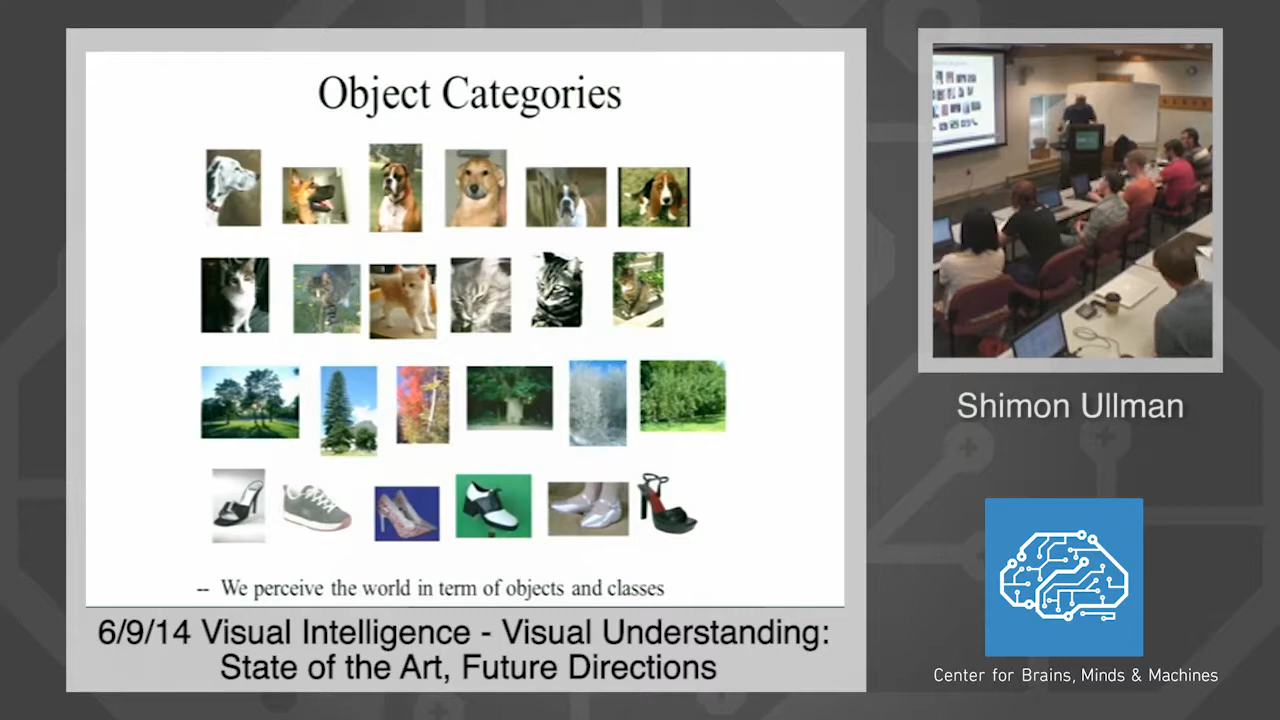 Object Categories
-- We perceive the world in term of objects and classes
6/9/14 Visual Intelligence - Visual Understanding:
State of the Art, Future Directions
Shimon Ullman
Center for Brains, Minds & Machines